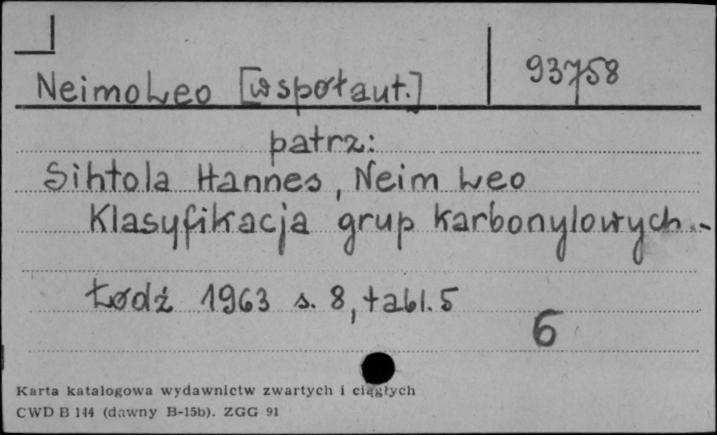 Neimo Leo [współaut.] 93758
patrz:
Sihtola Hannes, Neim Leo
Klasyfikacja grup karbonylowych.-
Łódź 1963 s. 8, tabl. 5
6
Karta katalogowa wydawnictw zwartych i ciągłych
CWD B 144 (dawny B-15b). ZGG 91